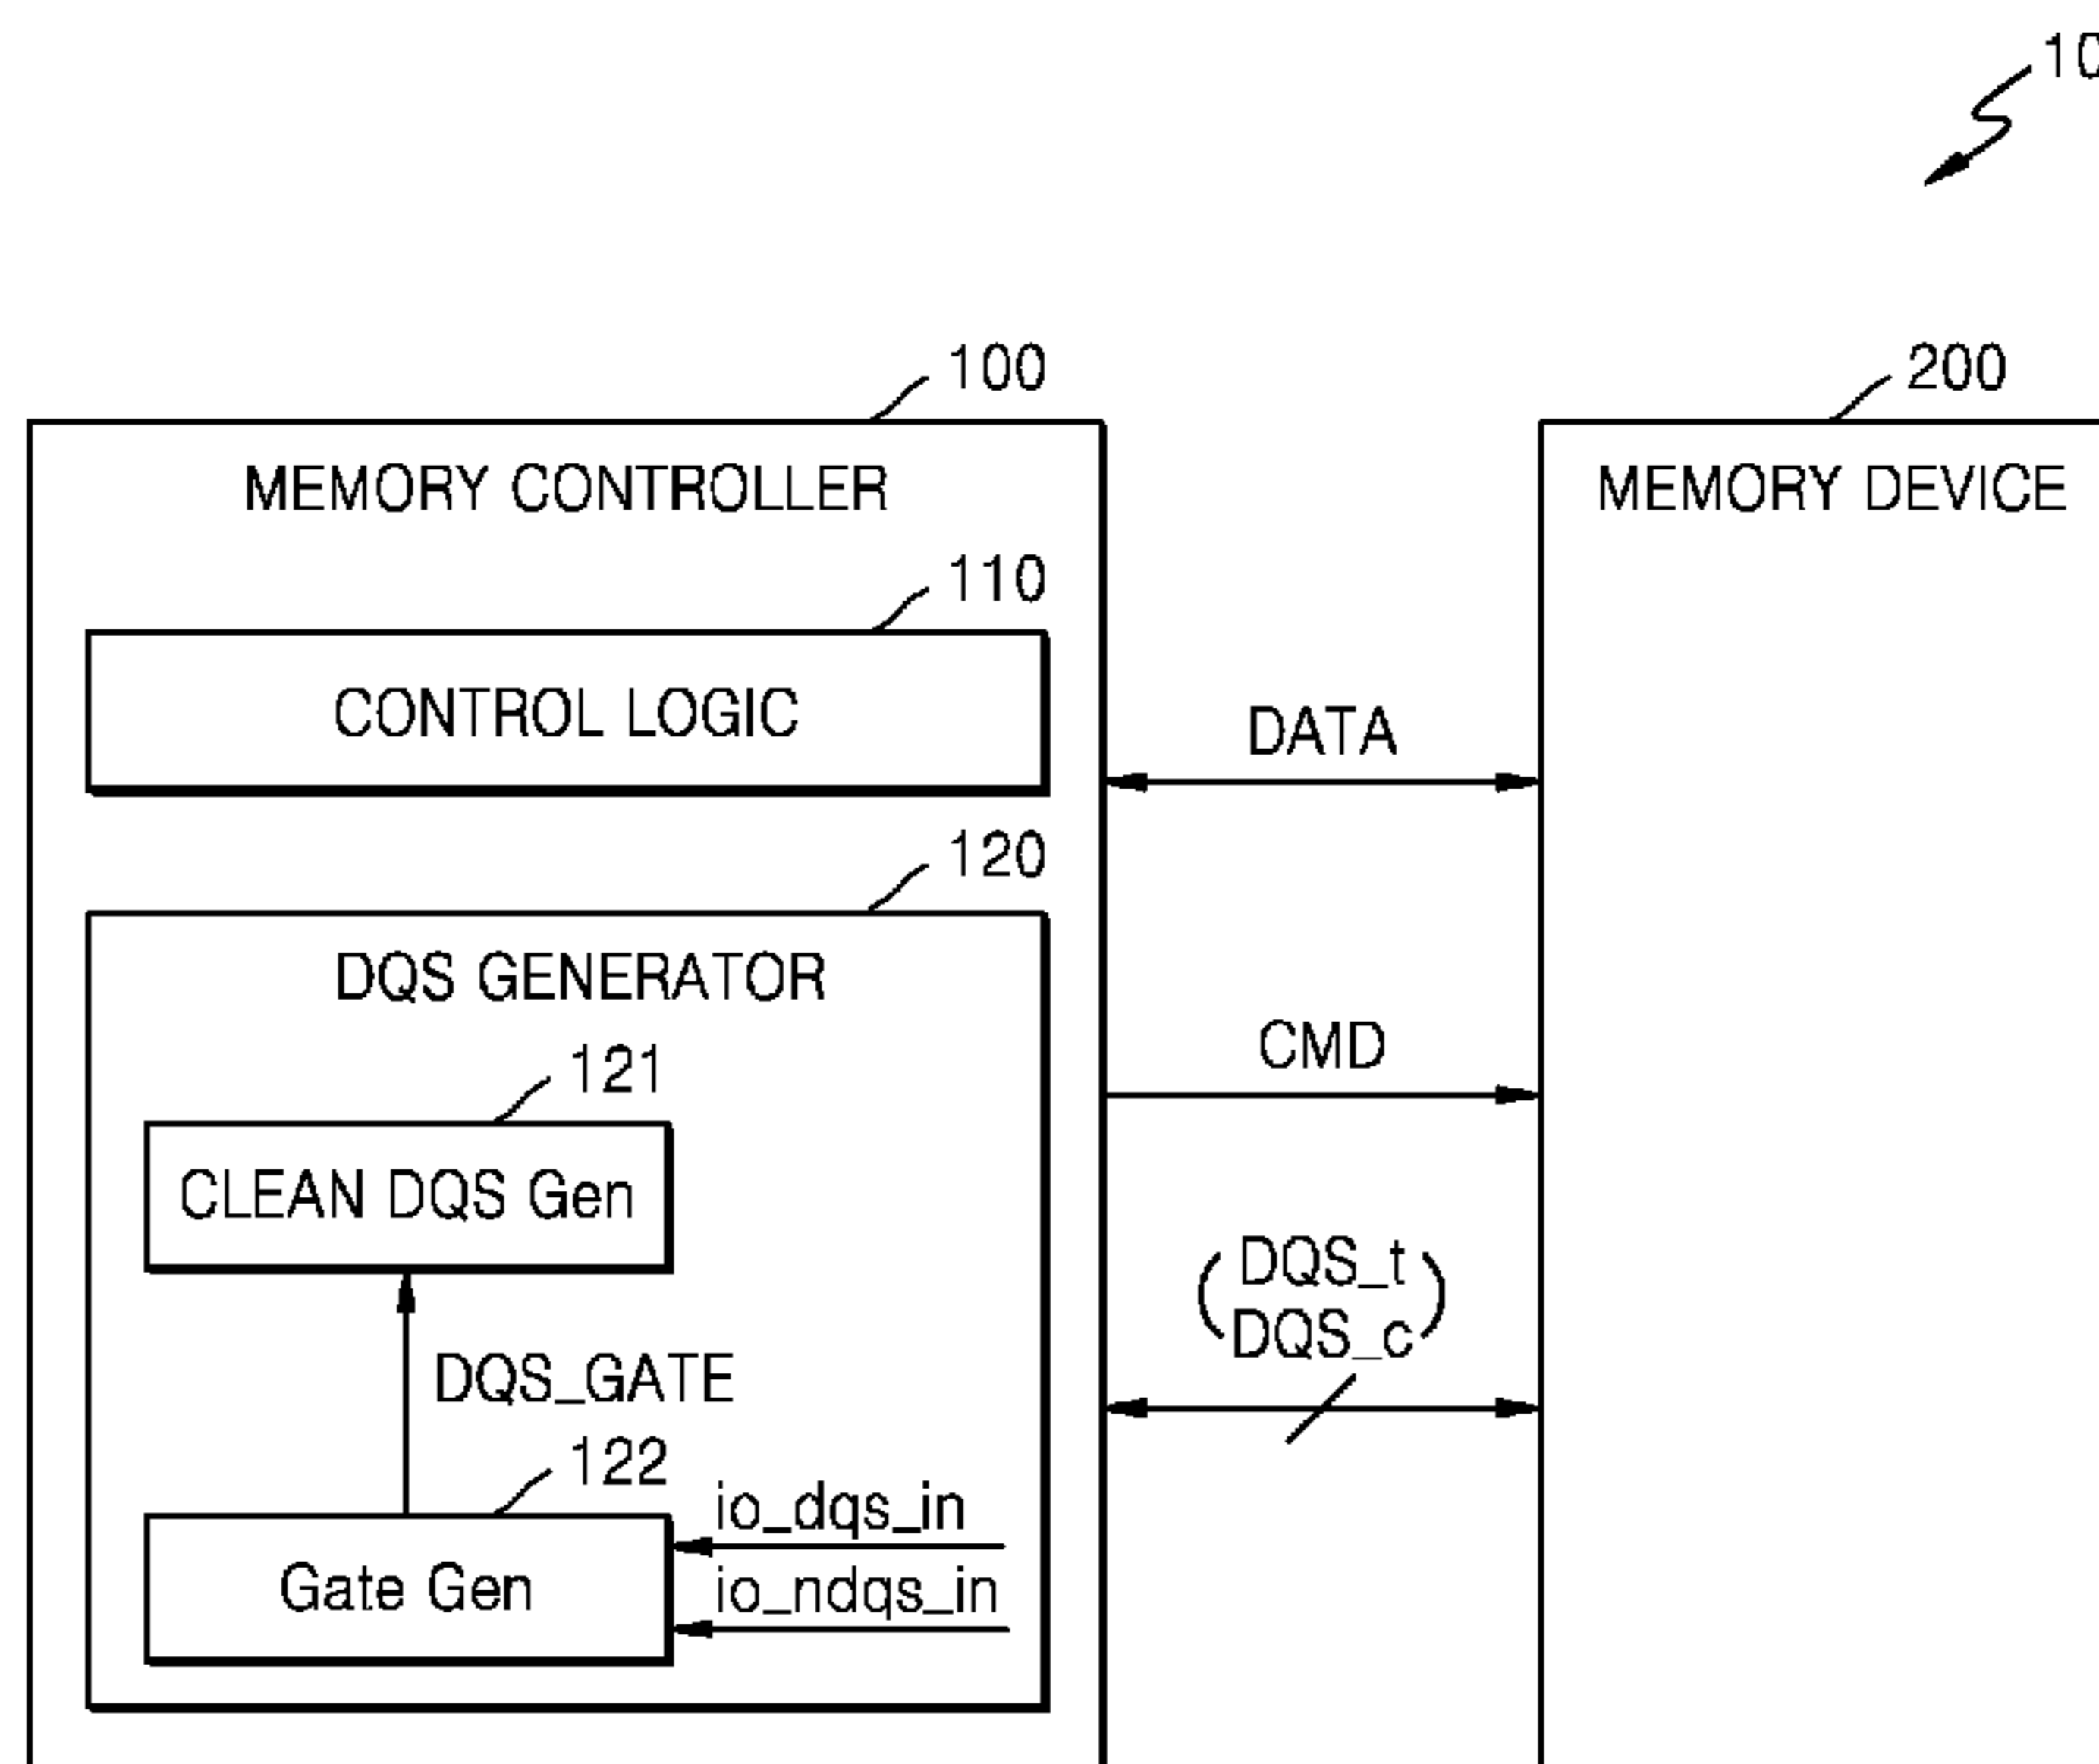 10
100
200
MEMORY CONTROLLER
MEMORY DEVICE
110
CONTROL LOGIC
DATA
120
DQS GENERATOR
CMD
121
CLEAN DQS Gen
(DQS_t
DQS_c)
DQS_GATE
122
io_dqs_in
Gate Gen
io_ndqs_in